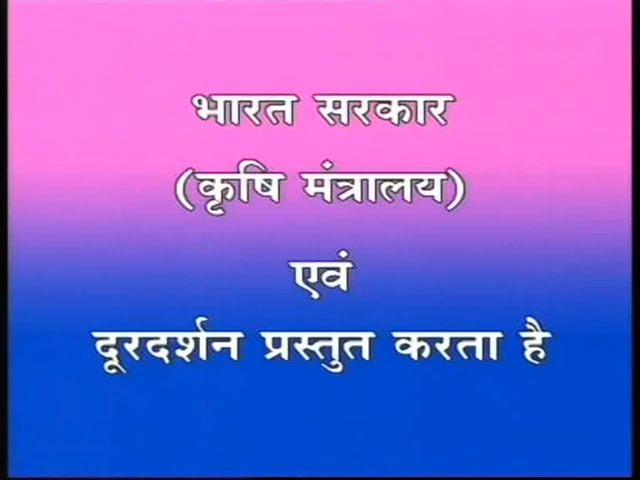 भारत सरकार
(कृषि मंत्रालय)
एवं
दूरदर्शन प्रस्तुत करता है